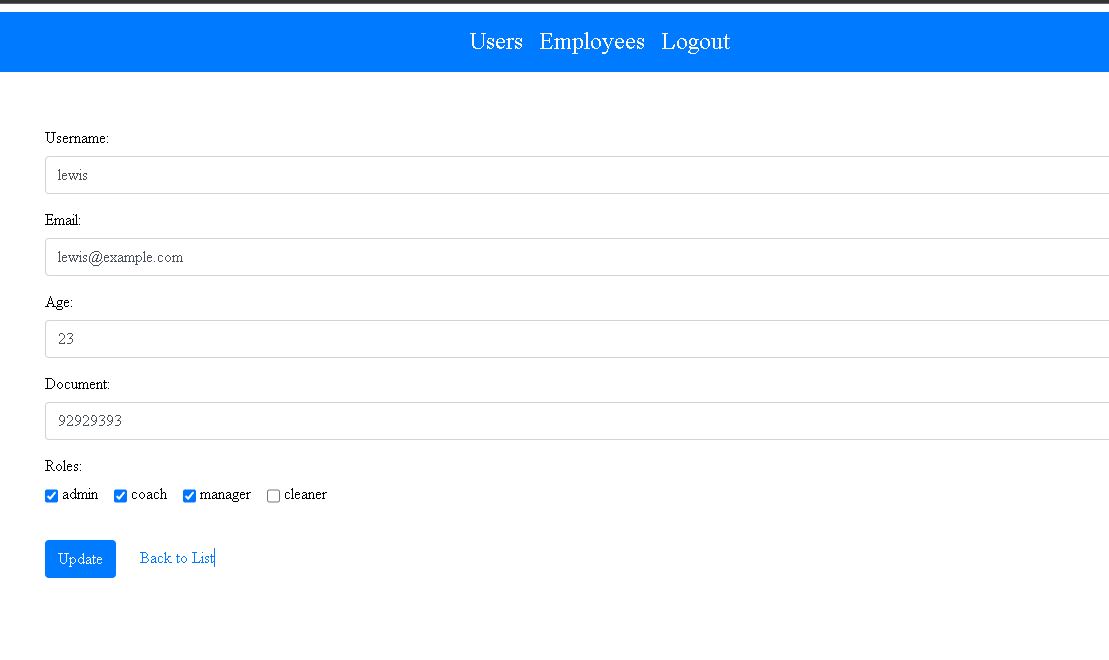 Users Employees Logout
Username:
lewis
Email:
lewis@example.com
Age:
23
Document:
92929393
Roles:
admin coach manager cleaner
Update Back to List